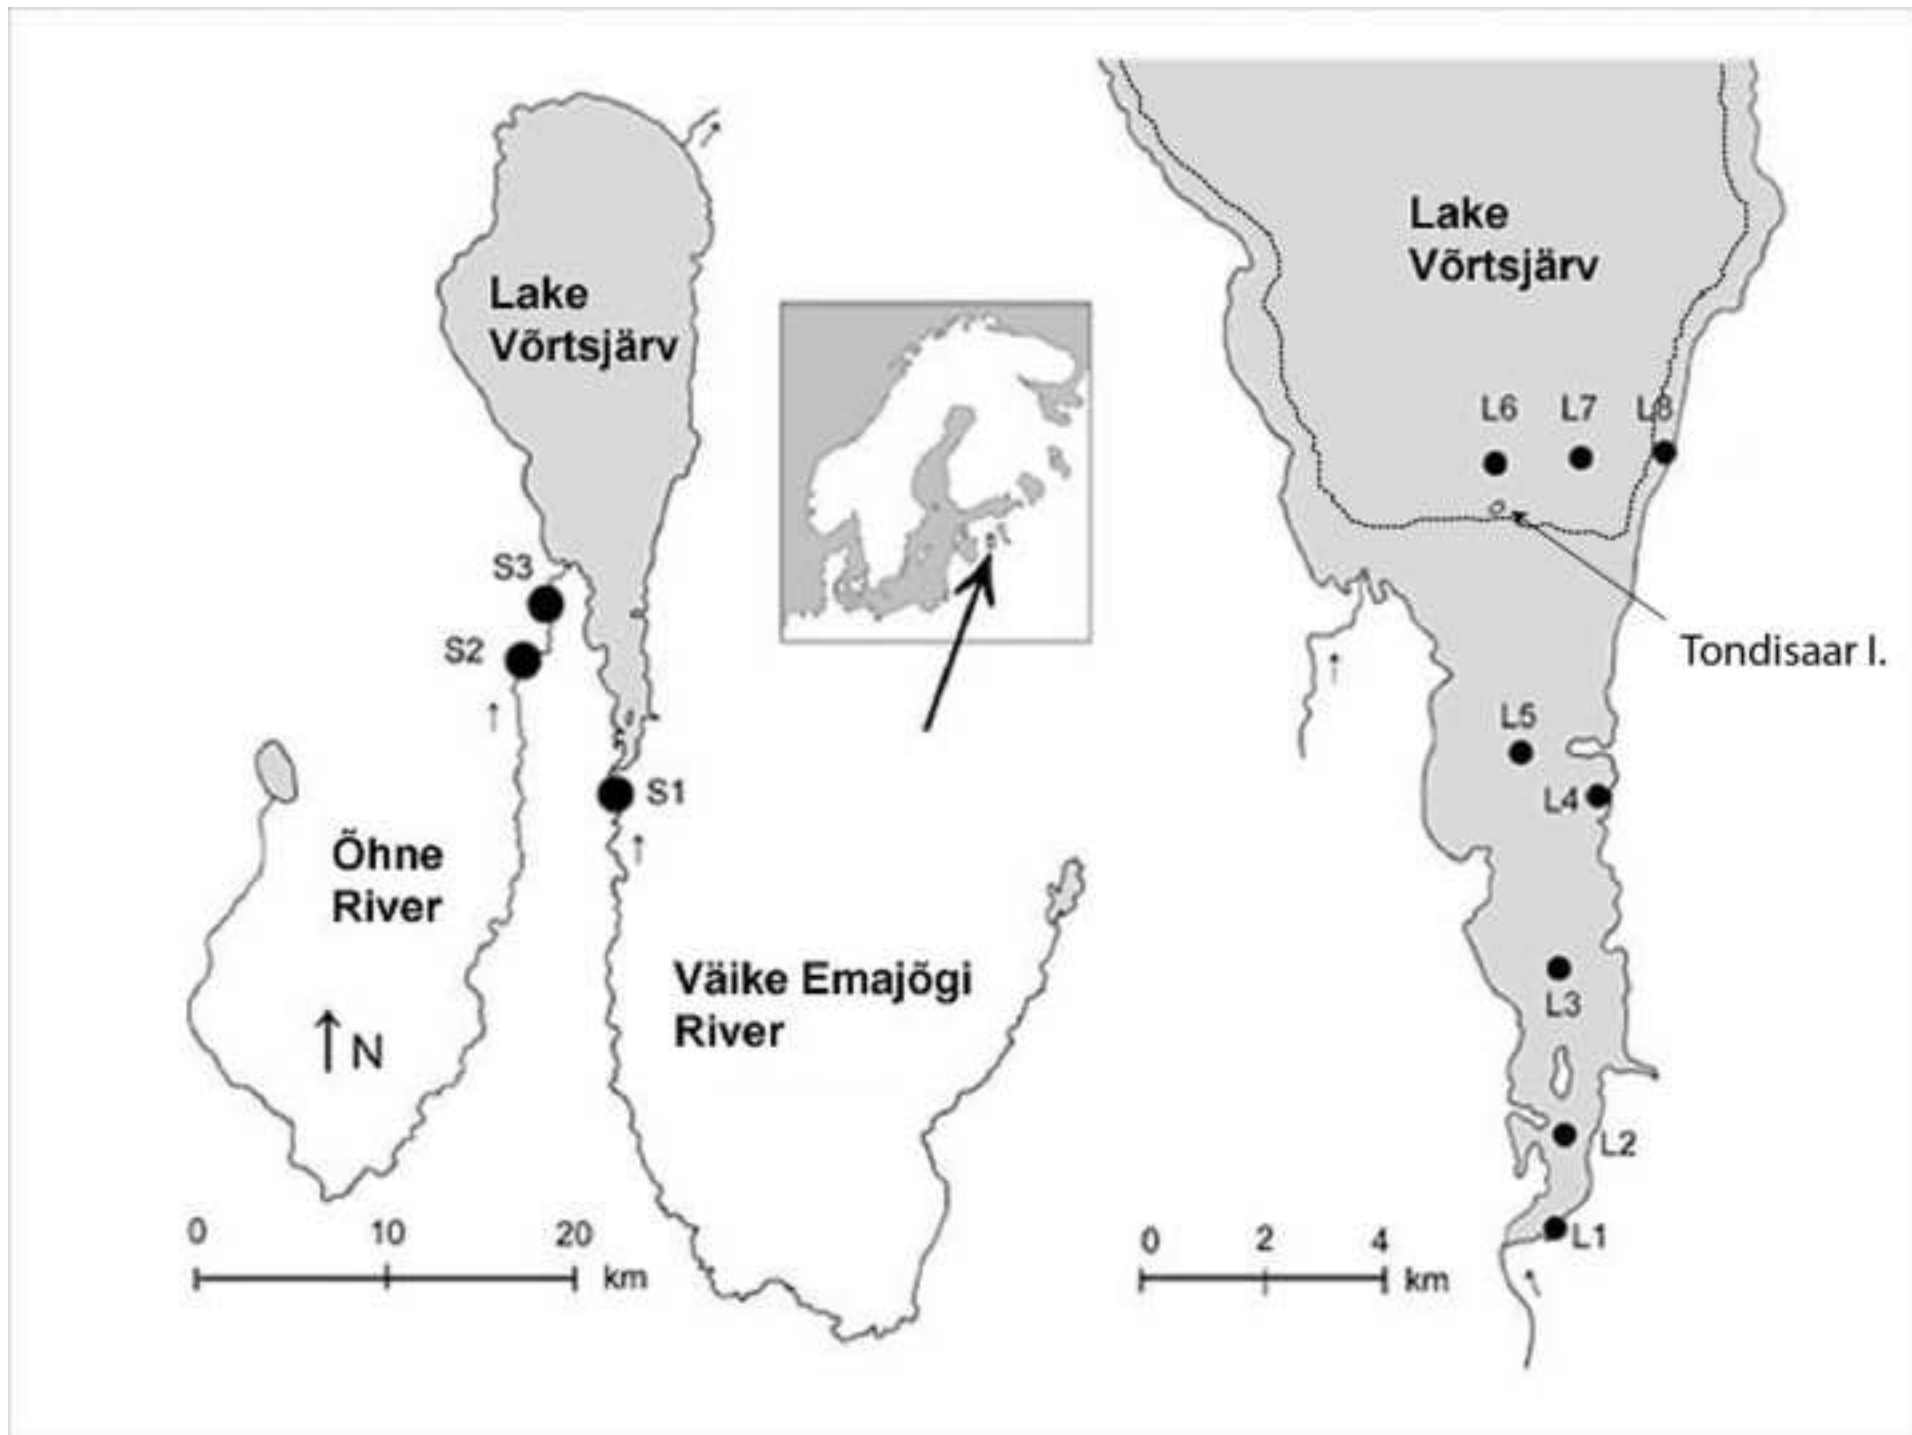 Lake
Võrtsjärv
S3
S2
S1
Õhne
River
N
Väike Emajõgi
River
0 10 20
km
Lake
Võrtsjärv
L6 L7 L8
Tondisaar I.
L5
L4
L3
L2
L1
0 2 4
km